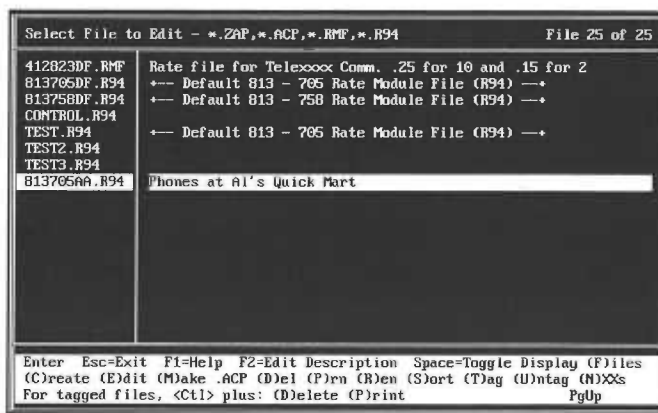 Select File to Edit - *.ZAP,*.ACP,*.RMF,*.R94 File 25 of 25
412823DF.RMF Rate file for Telexxxx Comm. .25 for 10 and .15 for 2
813705DF.R94 +-- Default 813 - 705 Rate Module File (R94) --+
813758DF.R94 +-- Default 813 - 758 Rate Module File (R94) --+
CONTROL.R94
TEST.R94 +-- Default 813 - 705 Rate Module File (R94) --+
TEST2.R94
TEST3.R94
813705AA.R94 Phones at Al's Quick Mart
Enter Esc=Exit F1=Help F2=Edit Description Space=Toggle Display (F)iles
(C)reate (E)dit (M)ake .ACP (D)el (P)rn (R)en (S)ort (T)ag (U)ntag (N)XXs
For tagged files, <Ctl> plus: (D)elete (P)rint PgUp